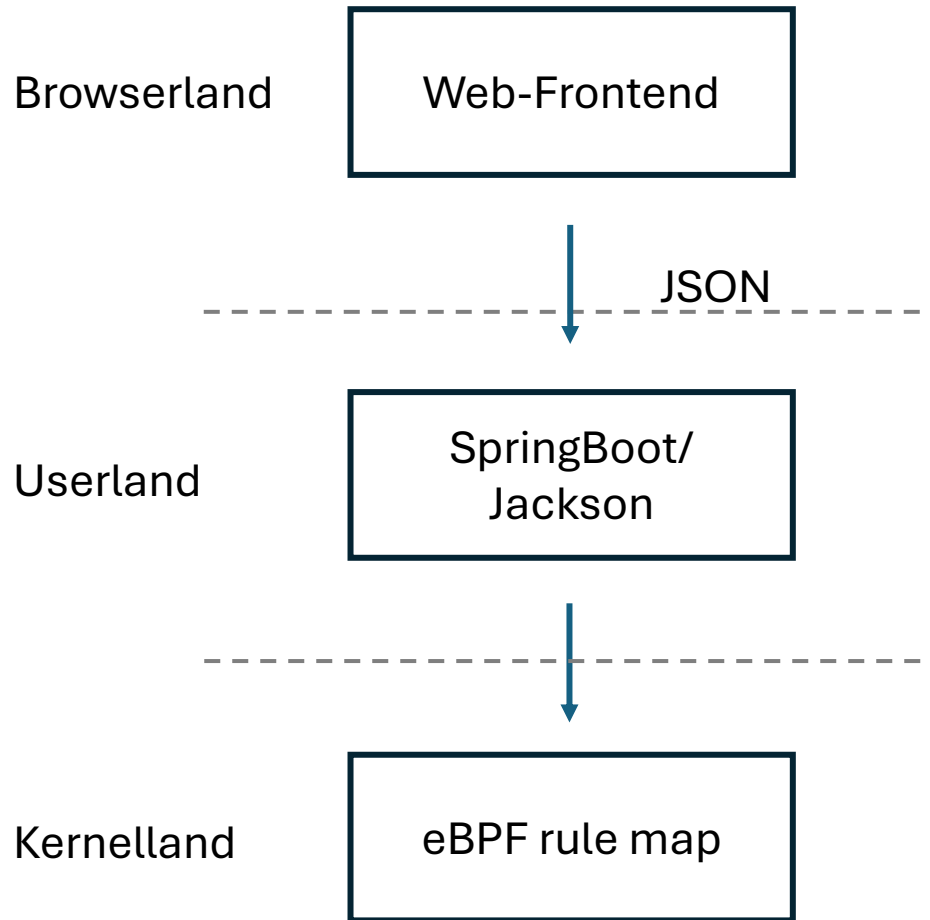 Browserland
Web-Frontend
JSON
Userland
SpringBoot/
Jackson
Kernelland
eBPF rule map